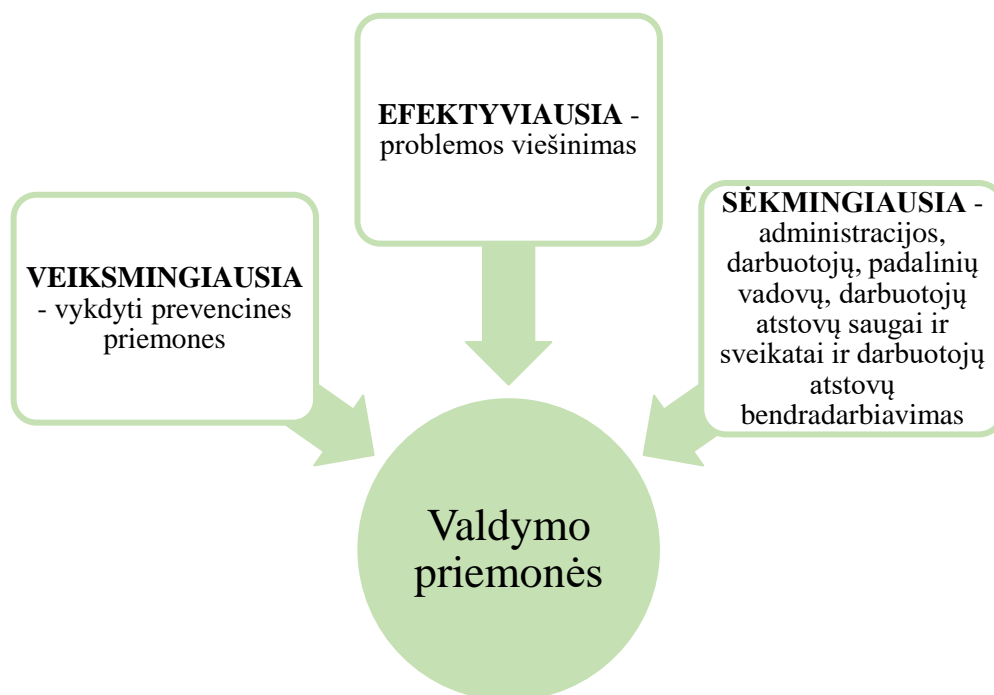 EFEKTYVIAUSIA -
problemos viešinimas
VEIKSMINGIAUSIA
- vykdyti prevencines
priemones
SĖKMINGIAUSIA -
administracijos,
darbuotojų, padalinių
vadovų, darbuotojų
atstovų saugai ir
sveikatai ir darbuotojų
atstovų
bendradarbiavimas
Valdymo
priemonės